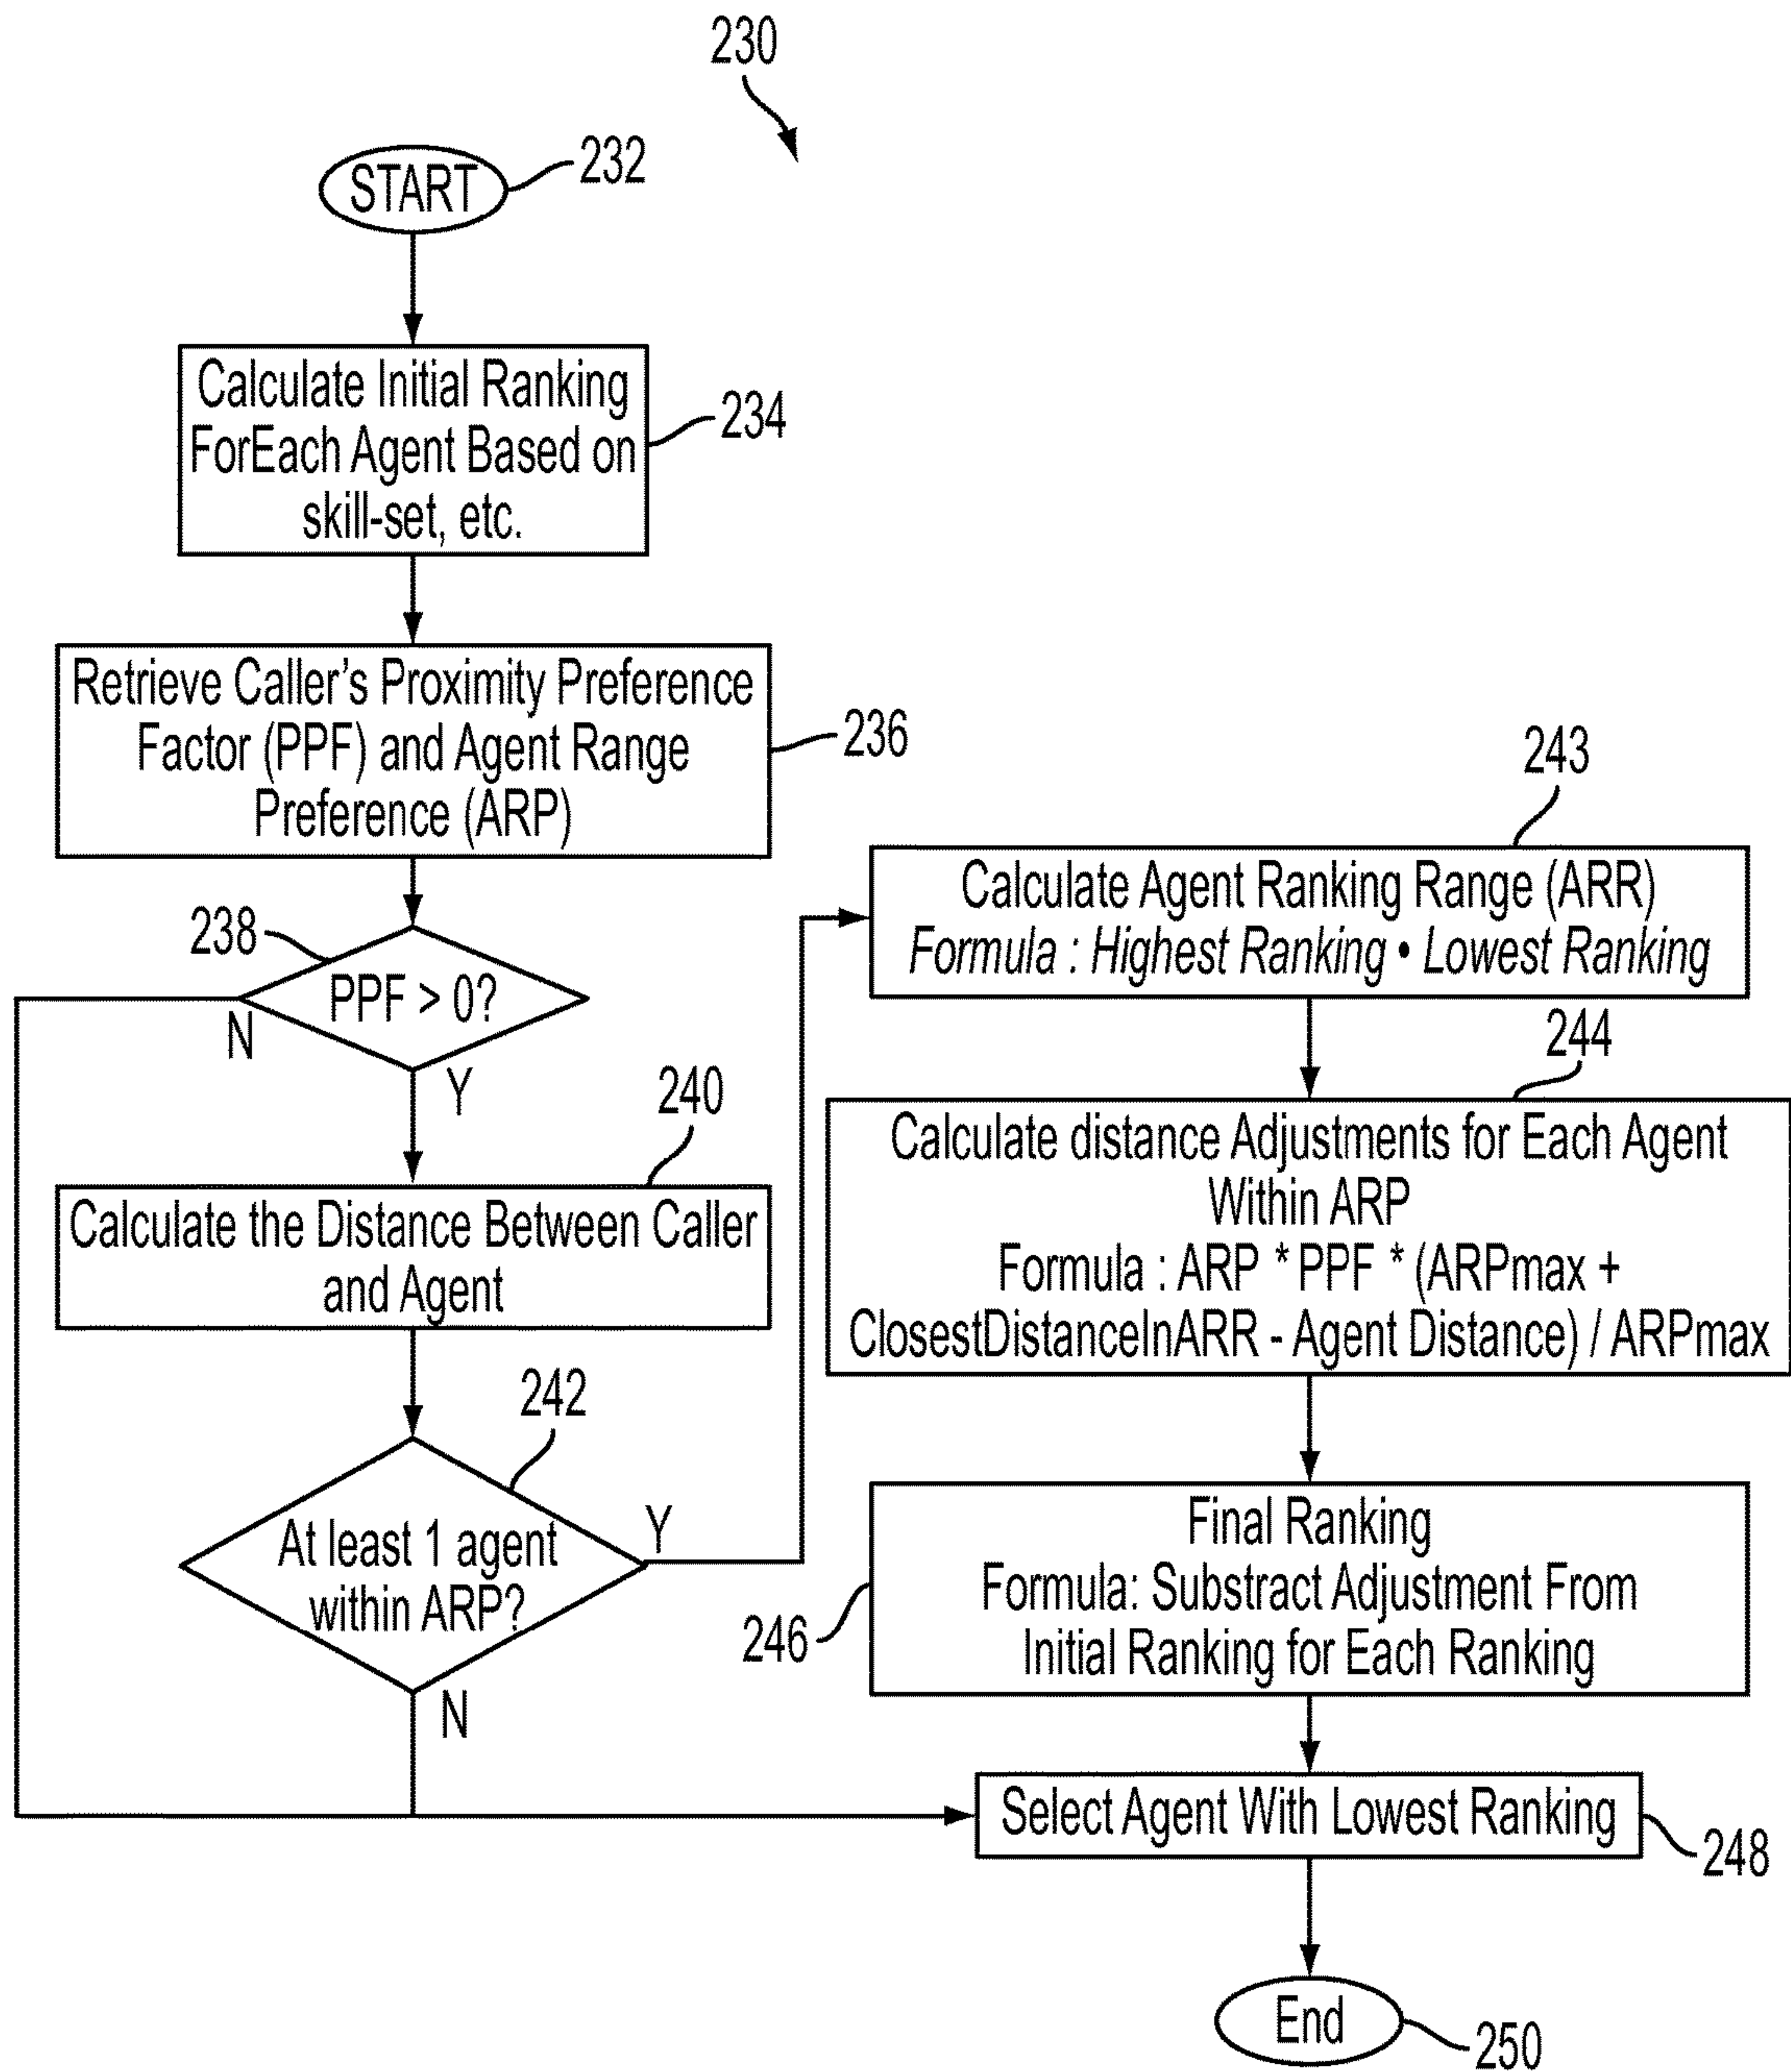 230
START
232
Calculate Initial Ranking
ForEach Agent Based on
skill-set, etc.
234
Retrieve Caller's Proximity Preference
Factor (PPF) and Agent Range
Preference (ARP)
236
238
PPF > 0?
N
Y
240
Calculate the Distance Between Caller
and Agent
242
At least 1 agent
within ARP?
Y
N
243
Calculate Agent Ranking Range (ARR)
Formula : Highest Ranking • Lowest Ranking
244
Calculate distance Adjustments for Each Agent
Within ARP
Formula : ARP * PPF * (ARPmax +
ClosestDistanceInARR - Agent Distance) / ARPmax
Final Ranking
Formula: Substract Adjustment From
Initial Ranking for Each Ranking
246
Select Agent With Lowest Ranking
248
End
250